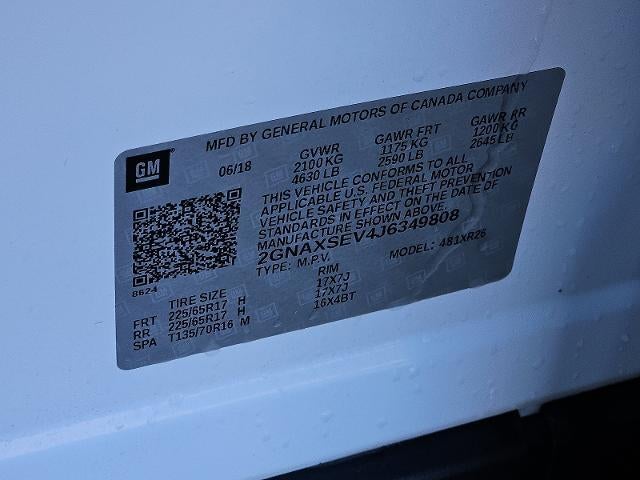 MFD BY GENERAL MOTORS OF CANADA COMPANY
GM
06/18 GVWR GAWR FRT GAWR RR
2100 KG 1175 KG 1200 KG
4630 LB 2590 LB 2645 LB
THIS VEHICLE CONFORMS TO ALL
APPLICABLE U.S. FEDERAL MOTOR
VEHICLE SAFETY AND THEFT PREVENTION
STANDARDS IN EFFECT ON THE DATE OF
MANUFACTURE SHOWN ABOVE.
2GNAXSEV4J6349808
TYPE: M.P.V. MODEL: 481XR26
8624
TIRE SIZE RIM
FRT 225/65R17 H 17X7J
RR 225/65R17 H 17X7J
SPA T135/70R16 M 16X4BT